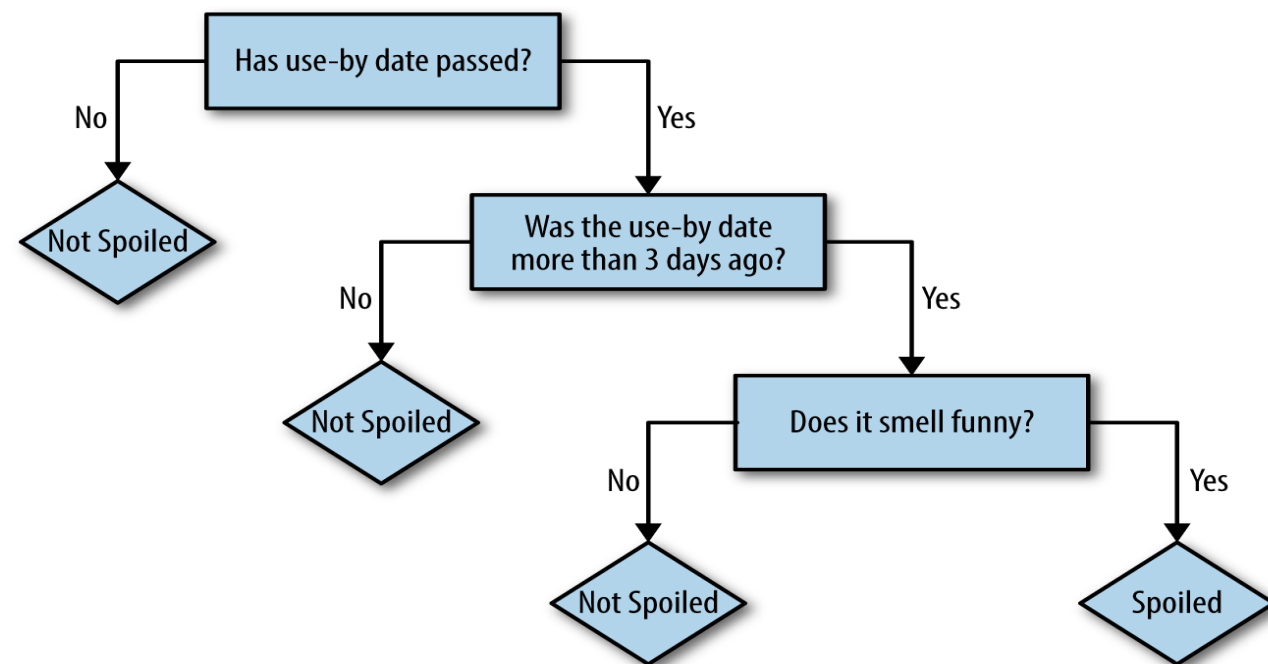 Has use-by date passed?
No
Yes
Not Spoiled
Was the use-by date
more than 3 days ago?
No
Yes
Not Spoiled
Does it smell funny?
No
Yes
Not Spoiled
Spoiled